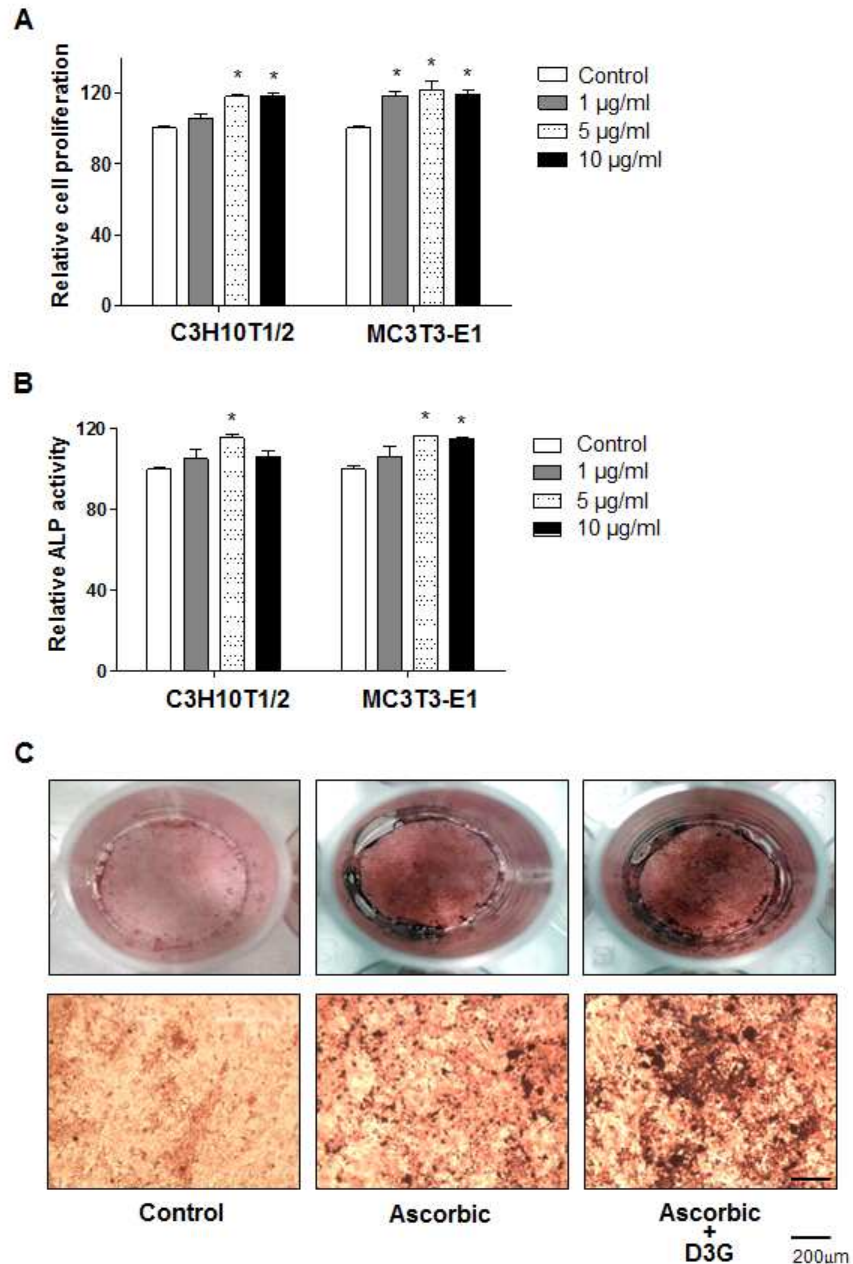 A
Relative cell proliferation
120
80
40
0
* * * * *
C3H10T1/2 MC3T3-E1
Control
1 µg/ml
5 µg/ml
10 µg/ml
B
Relative ALP activity
120
80
40
0
* * *
C3H10T1/2 MC3T3-E1
Control
1 µg/ml
5 µg/ml
10 µg/ml
C
Control
Ascorbic
Ascorbic
+
D3G
200µm